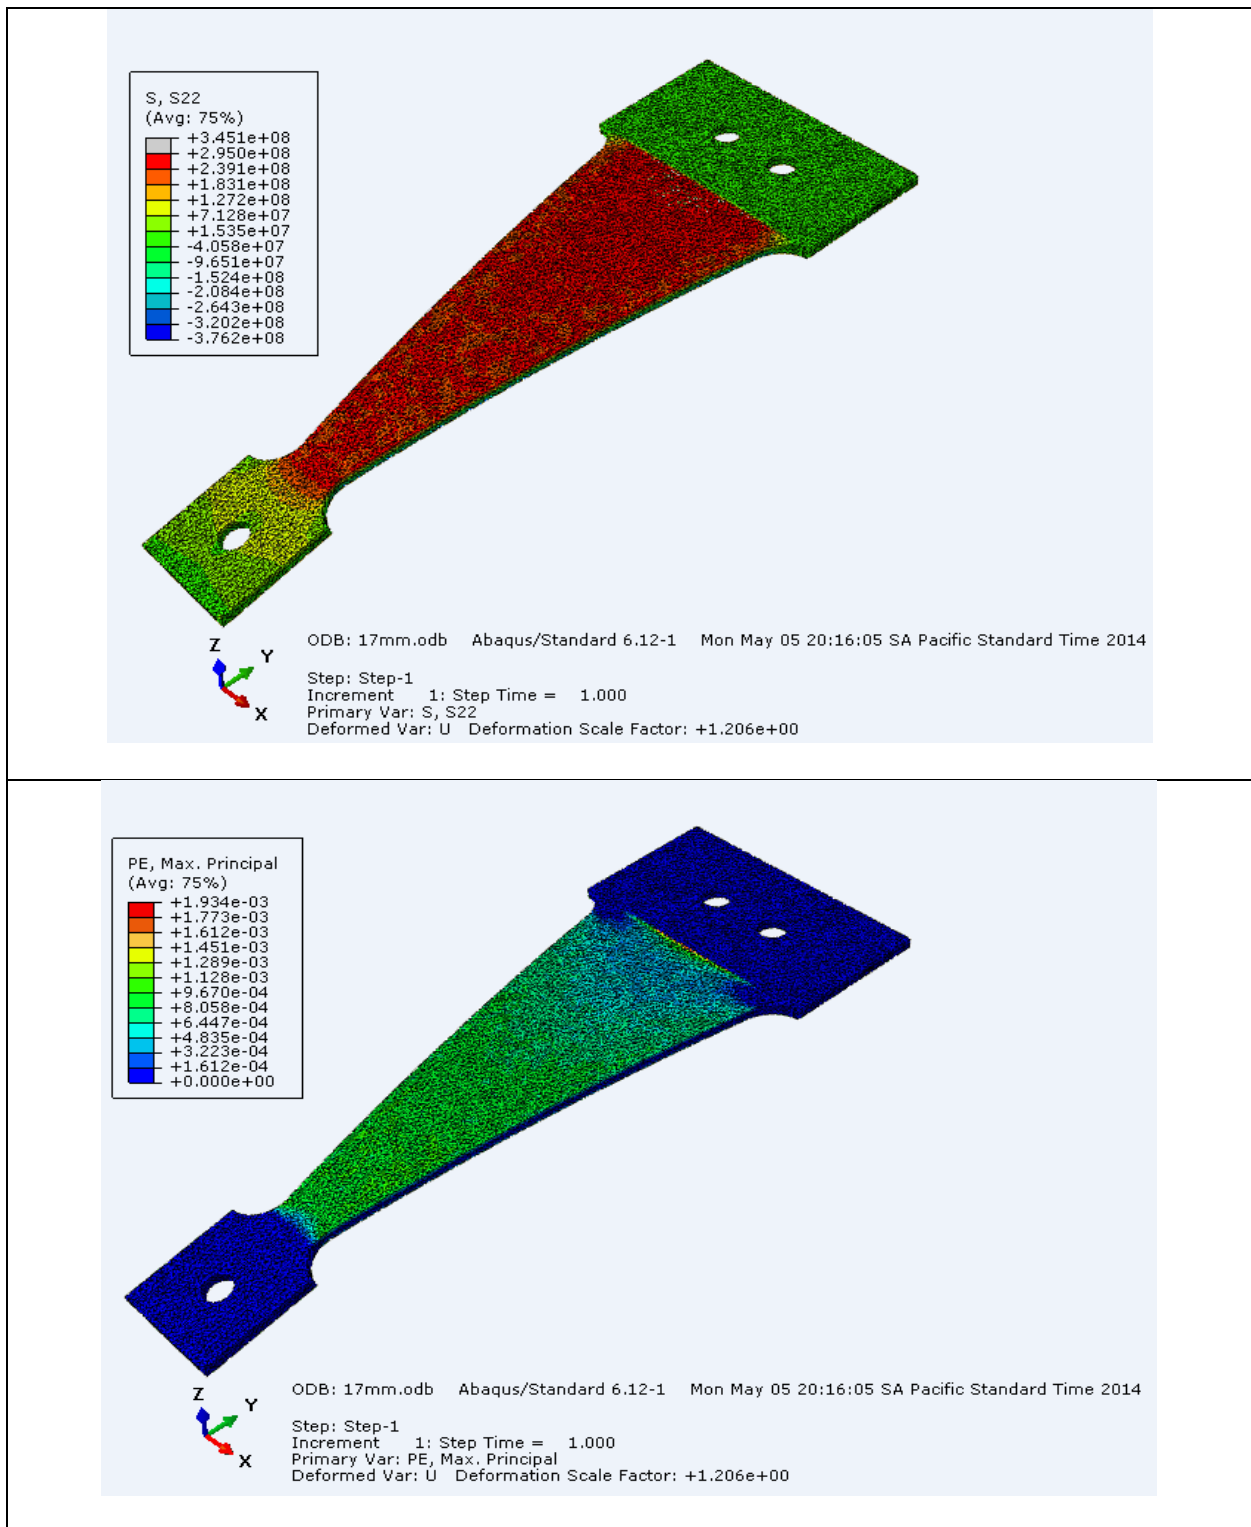 S, S22
(Avg: 75%)
+3.451e+08
+2.950e+08
+2.391e+08
+1.831e+08
+1.272e+08
+7.128e+07
+1.535e+07
-4.058e+07
-9.651e+07
-1.524e+08
-2.084e+08
-2.643e+08
-3.202e+08
-3.762e+08
Z
Y
X
ODB: 17mm.odb Abaqus/Standard 6.12-1 Mon May 05 20:16:05 SA Pacific Standard Time 2014
Step: Step-1
Increment 1: Step Time = 1.000
Primary Var: S, S22
Deformed Var: U Deformation Scale Factor: +1.206e+00
PE, Max. Principal
(Avg: 75%)
+1.934e-03
+1.773e-03
+1.612e-03
+1.451e-03
+1.289e-03
+1.128e-03
+9.670e-04
+8.058e-04
+6.447e-04
+4.835e-04
+3.223e-04
+1.612e-04
+0.000e+00
Z
Y
X
ODB: 17mm.odb Abaqus/Standard 6.12-1 Mon May 05 20:16:05 SA Pacific Standard Time 2014
Step: Step-1
Increment 1: Step Time = 1.000
Primary Var: PE, Max. Principal
Deformed Var: U Deformation Scale Factor: +1.206e+00